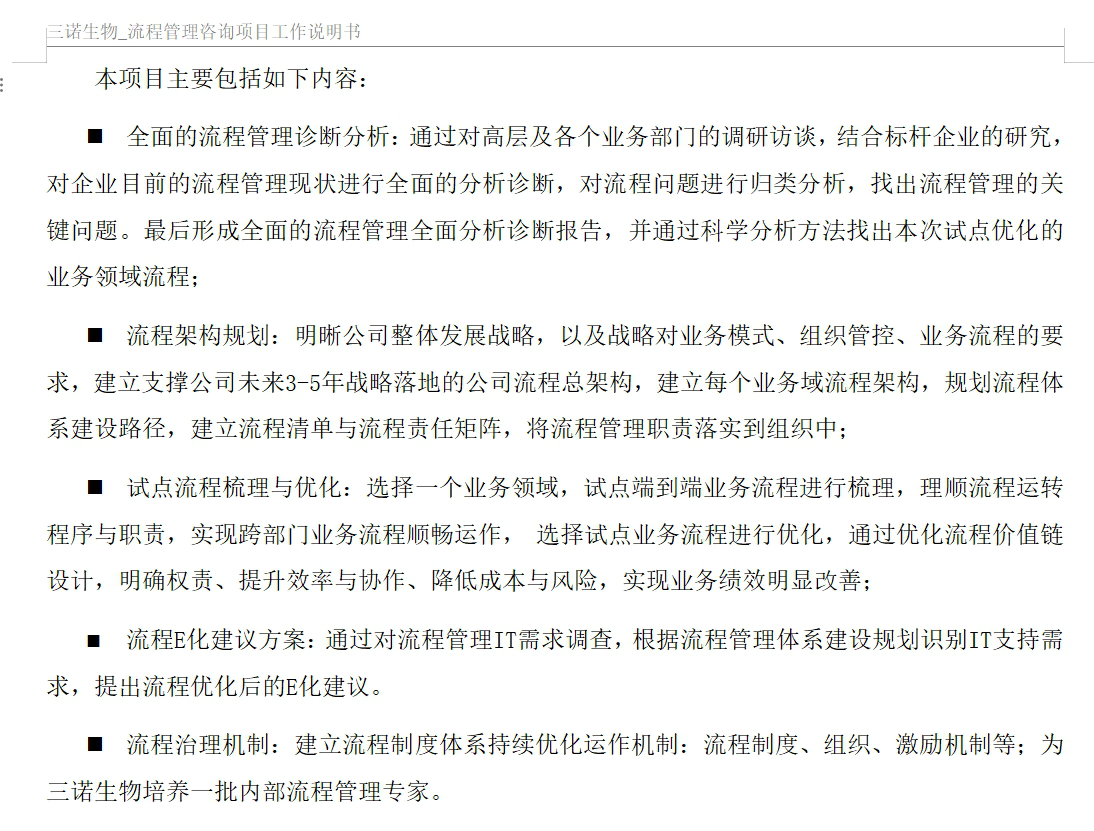 三诺生物_流程管理咨询项目工作说明书
本项目主要包括如下内容：
■ 全面的流程管理诊断分析：通过对高层及各个业务部门的调研访谈，结合标杆企业的研究，
对企业目前的流程管理现状进行全面的分析诊断，对流程问题进行归类分析，找出流程管理的关
键问题。最后形成全面的流程管理全面分析诊断报告，并通过科学分析方法找出本次试点优化的
业务领域流程；
■ 流程架构规划：明晰公司整体发展战略，以及战略对业务模式、组织管控、业务流程的要
求，建立支撑公司未来3-5年战略落地的公司流程总架构，建立每个业务域流程架构，规划流程体
系建设路径，建立流程清单与流程责任矩阵，将流程管理职责落实到组织中；
■ 试点流程梳理与优化：选择一个业务领域，试点端到端业务流程进行梳理，理顺流程运转
程序与职责，实现跨部门业务流程顺畅运作， 选择试点业务流程进行优化，通过优化流程价值链
设计，明确权责、提升效率与协作、降低成本与风险，实现业务绩效明显改善；
■ 流程E化建议方案：通过对流程管理IT需求调查，根据流程管理体系建设规划识别IT支持需
求，提出流程优化后的E化建议。
■ 流程治理机制：建立流程制度体系持续优化运作机制：流程制度、组织、激励机制等；为
三诺生物培养一批内部流程管理专家。